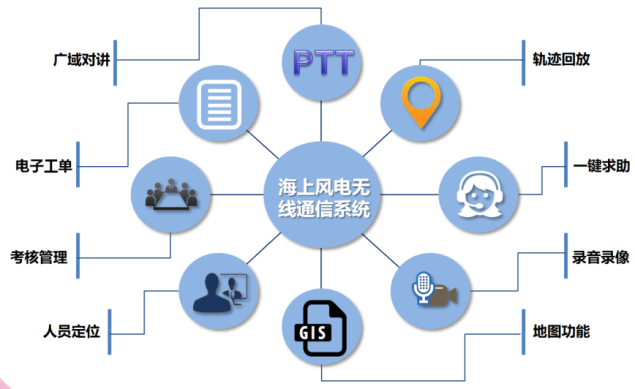 广域对讲
PTT
轨迹回放
电子工单
一键求助
海上风电无
线通信系统
考核管理
录音录像
人员定位
GIS
地图功能